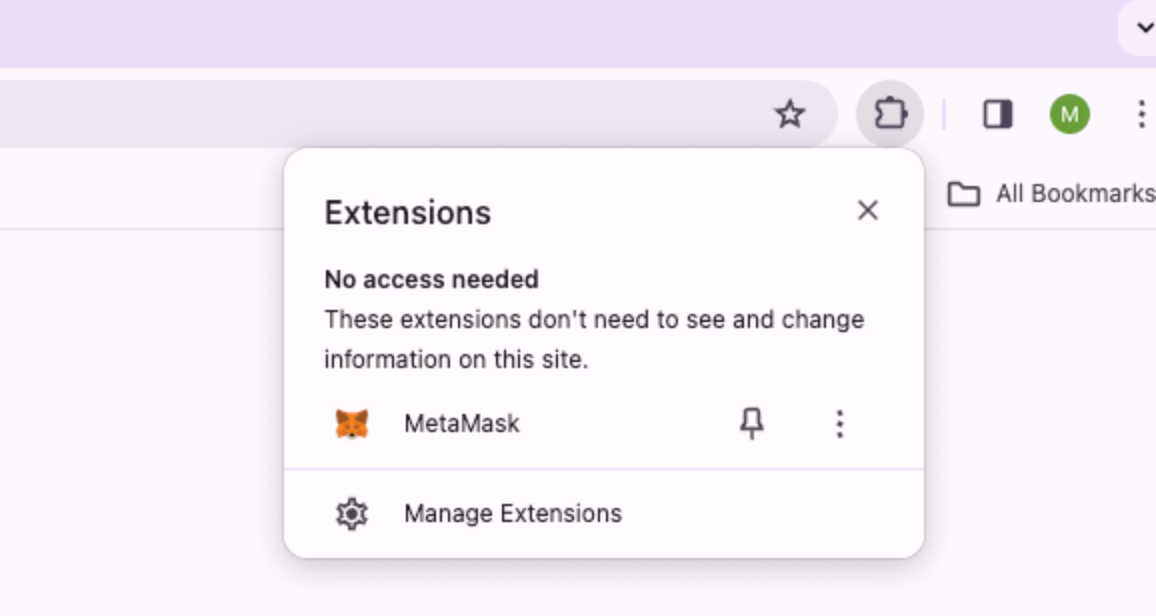 M
All Bookmarks
Extensions
No access needed
These extensions don't need to see and change
information on this site.
MetaMask
Manage Extensions